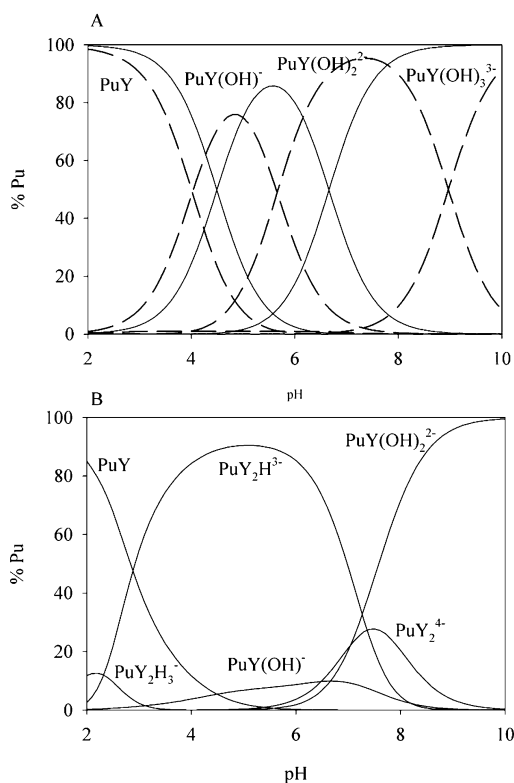 A
100
80
60
40
20
0
% Pu
PuY
PuY(OH)⁻
PuY(OH)₂²⁻
PuY(OH)₃³⁻
2 4 6 8 10
pH
B
100
80
60
40
20
0
% Pu
PuY
PuY₂H³⁻
PuY(OH)₂²⁻
PuY₂H₃⁻
PuY(OH)⁻
PuY₂⁴⁻
2 4 6 8 10
pH